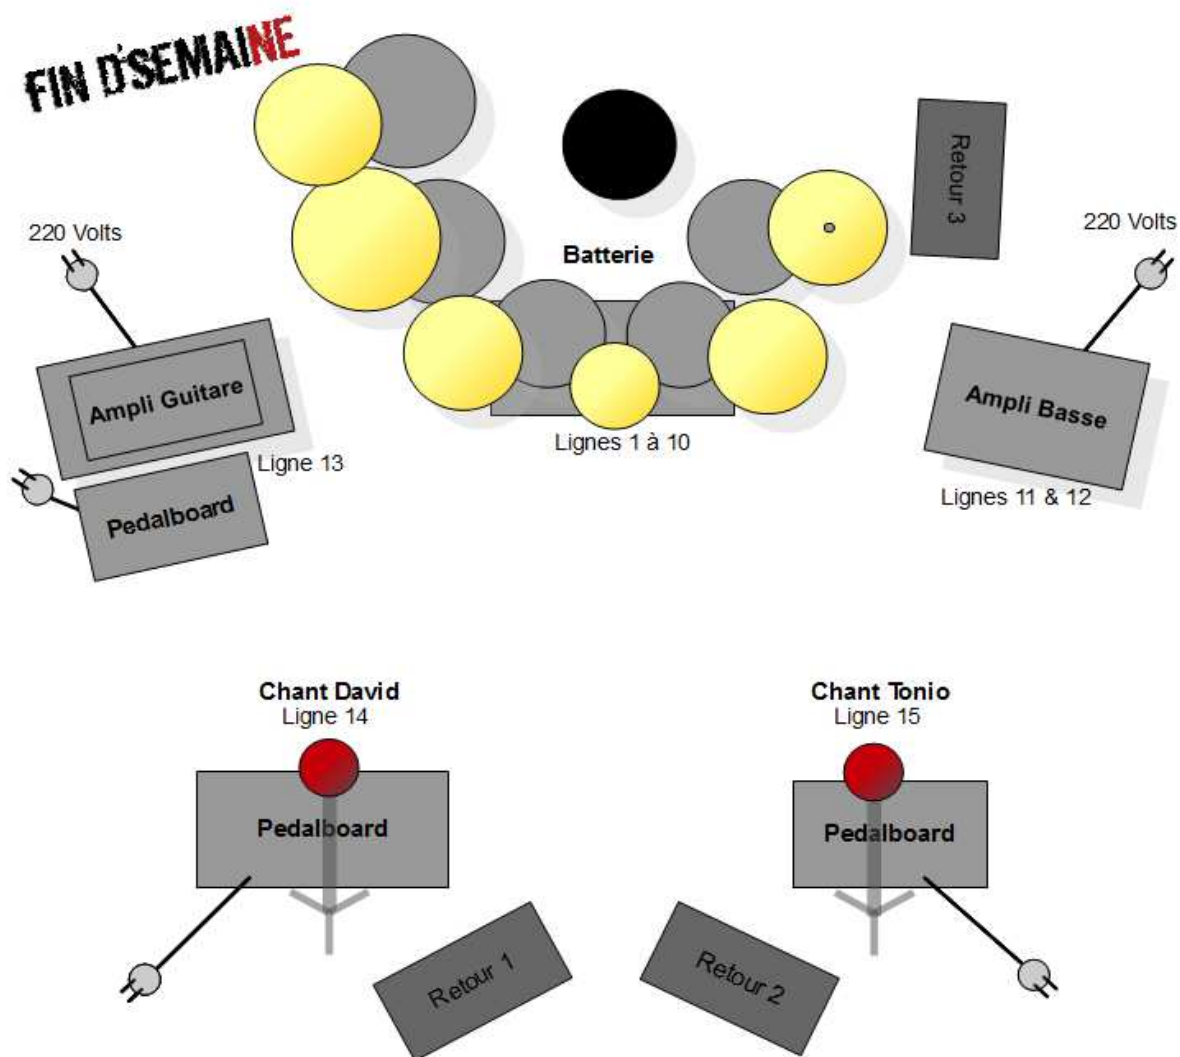 FIN D'SEMAINE
Retour 3
220 Volts
220 Volts
Batterie
Ampli Guitare
Ampli Basse
Lignes 1 à 10
Ligne 13
Lignes 11 & 12
Pedalboard
Chant David
Ligne 14
Chant Tonio
Ligne 15
Pedalboard
Pedalboard
Retour 1
Retour 2